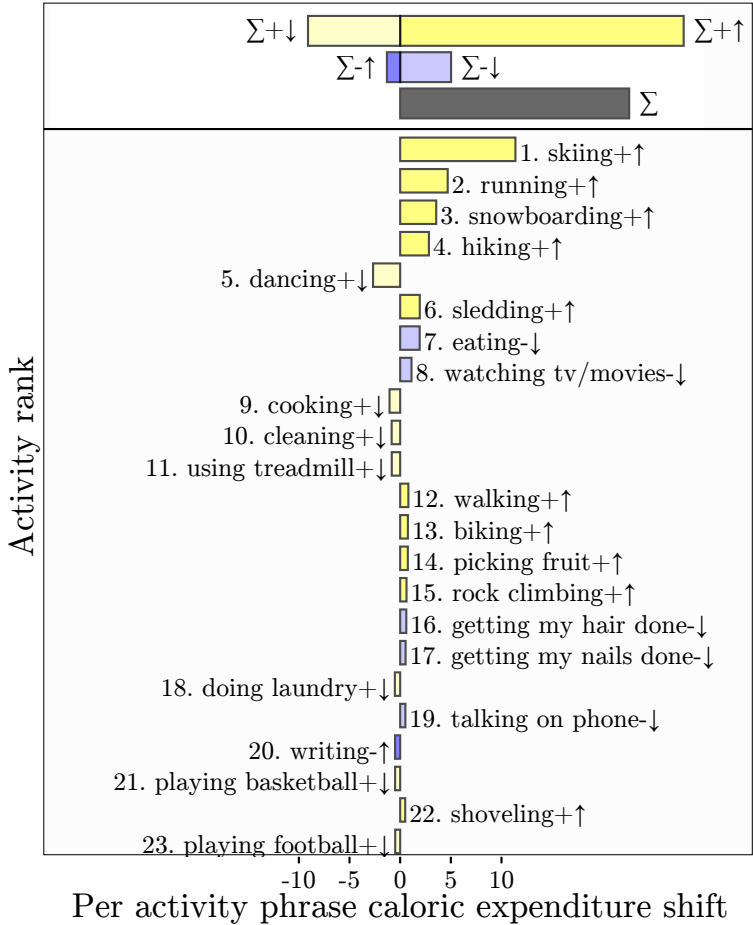 Σ+↓ Σ+↑
Σ-↑ Σ-↓
Σ
1. skiing+↑
2. running+↑
3. snowboarding+↑
4. hiking+↑
5. dancing+↓
6. sledding+↑
7. eating-↓
8. watching tv/movies-↓
9. cooking+↓
10. cleaning+↓
11. using treadmill+↓
12. walking+↑
13. biking+↑
14. picking fruit+↑
15. rock climbing+↑
16. getting my hair done-↓
17. getting my nails done-↓
18. doing laundry+↓
19. talking on phone-↓
20. writing-↑
21. playing basketball+↓
22. shoveling+↑
23. playing football+↓
Activity rank
-10 -5 0 5 10
Per activity phrase caloric expenditure shift